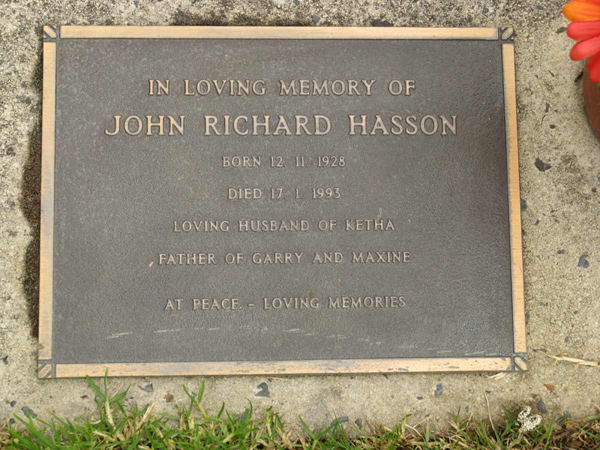 IN LOVING MEMORY OF
JOHN RICHARD HASSON
BORN 12 11 1928
DIED 17 1 1993
LOVING HUSBAND OF KETHA
FATHER OF GARRY AND MAXINE
AT PEACE - LOVING MEMORIES